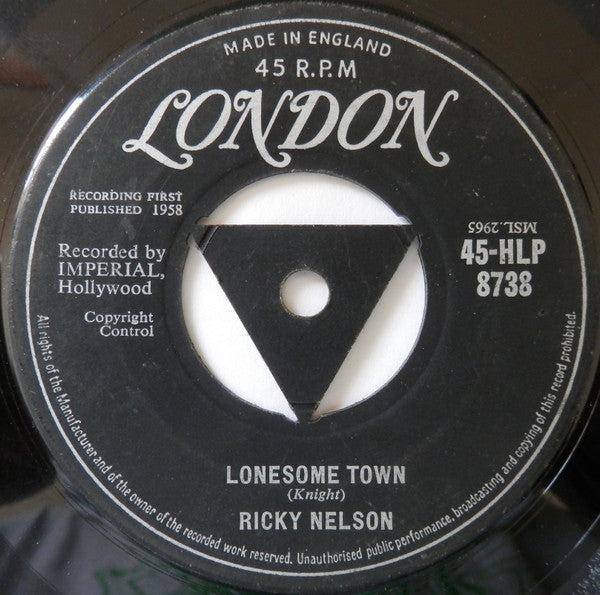 MADE IN ENGLAND
45 R.P.M
LONDON
RECORDING FIRST
PUBLISHED 1958
MSL.2965
Recorded by
IMPERIAL,
Hollywood
45-HLP
8738
Copyright
Control
LONESOME TOWN
(Knight)
RICKY NELSON
All rights of the Manufacturer and of the owner of the recorded work reserved. Unauthorised public performance, broadcasting and copying of this record prohibited.